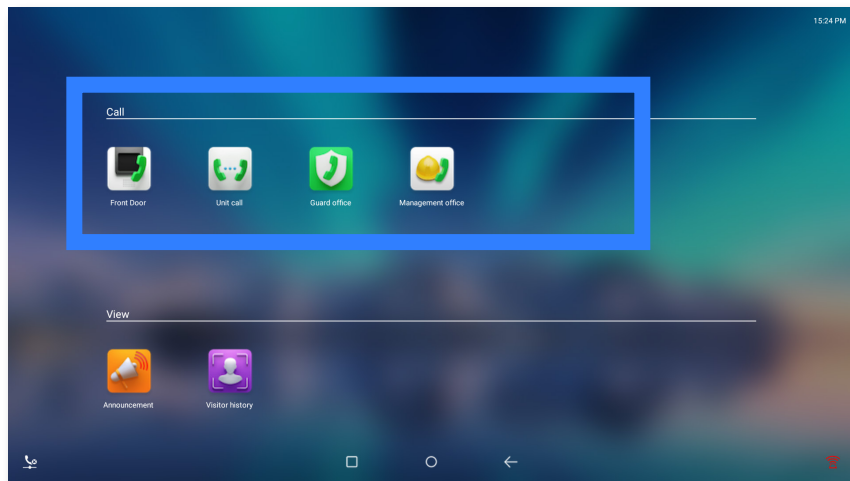 15:24 PM
Call
Front Door
Unit call
Guard office
Management office
View
Announcement
Visitor history